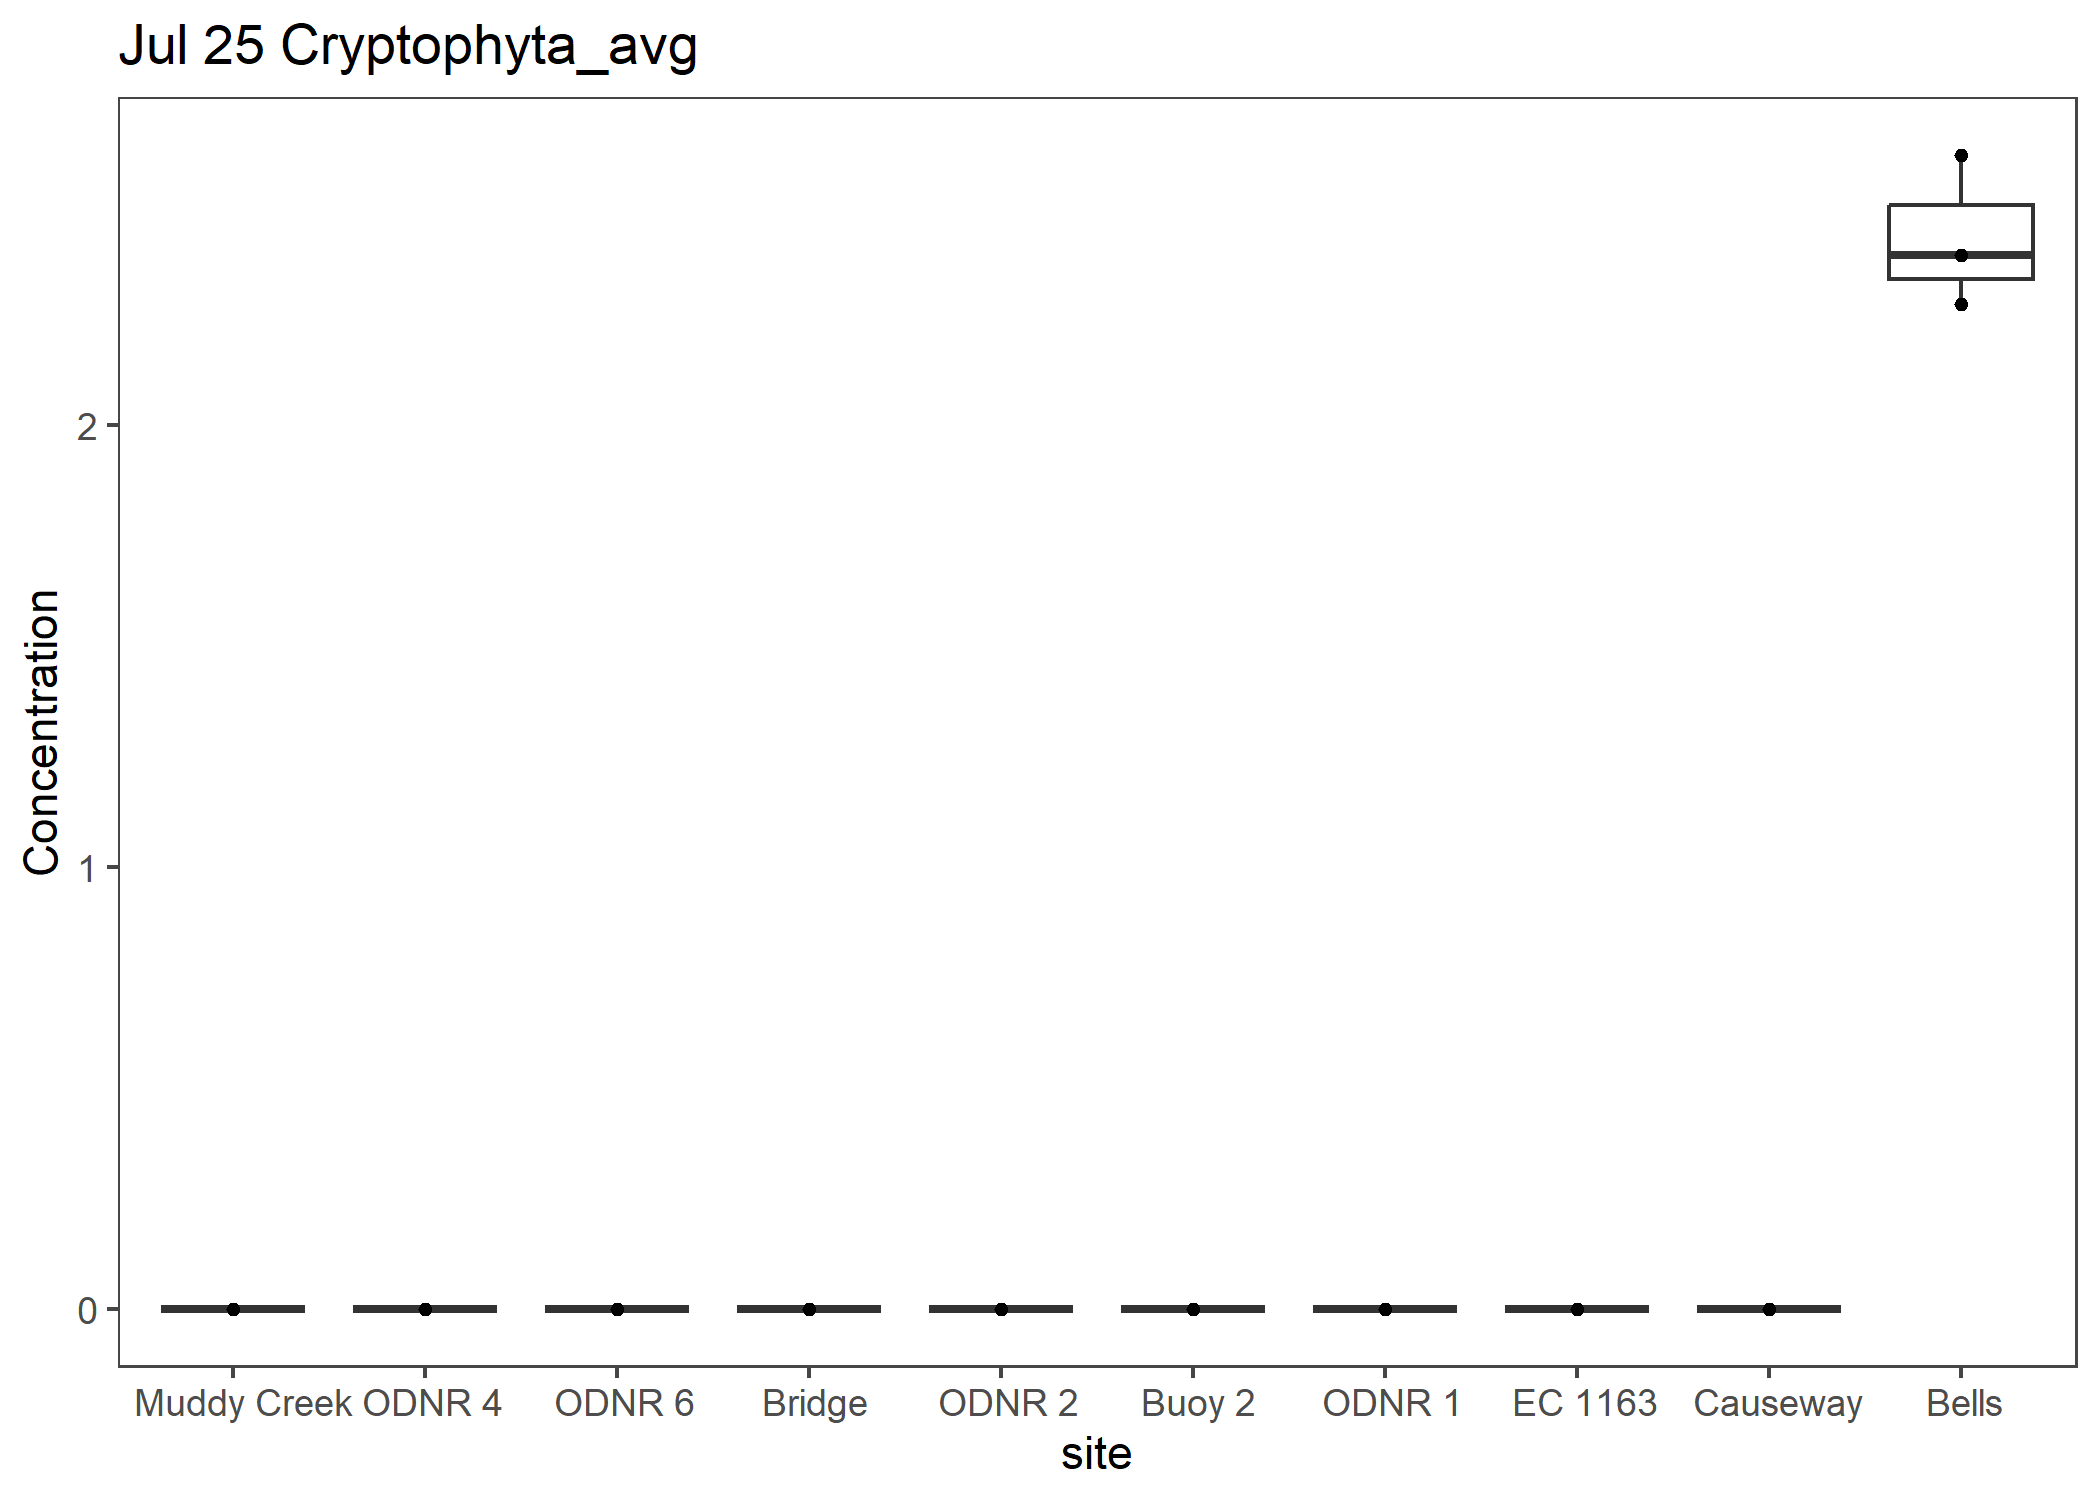 Jul 25 Cryptophyta_avg
Concentration
2
1
0
Muddy Creek ODNR 4 ODNR 6 Bridge ODNR 2 Buoy 2 ODNR 1 EC 1163 Causeway Bells
site